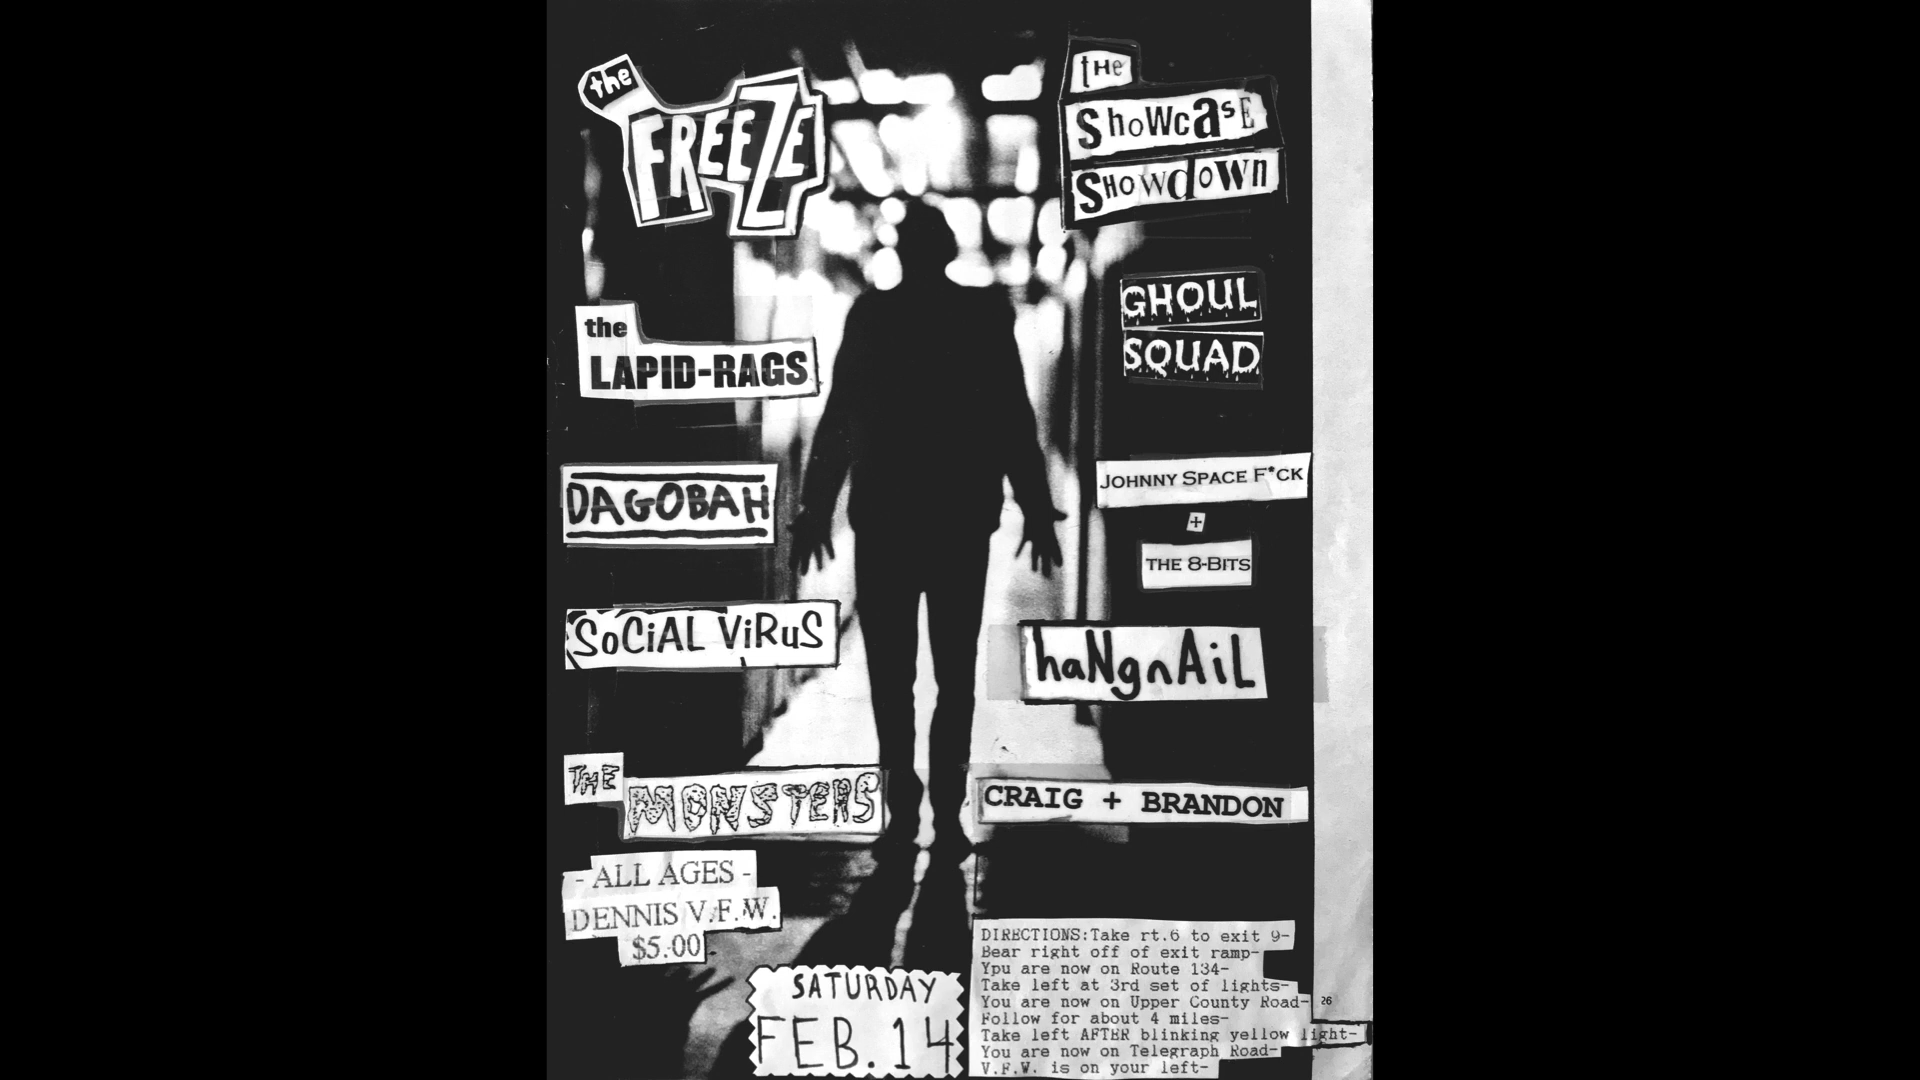 the
FREEZE
the
Showcase
Showdown
the
LAPID-RAGS
GHOUL
SQUAD
DAGOBAH
JOHNNY SPACE F*CK
+
THE 8-BITS
SoCiAL ViRuS
haNgnAiL
THE
MONSTERS
CRAIG + BRANDON
- ALL AGES -
DENNIS V.F.W.
$5.00
SATURDAY
FEB. 14
DIRECTIONS:Take rt.6 to exit 9-
Bear right off of exit ramp-
Ypu are now on Route 134-
Take left at 3rd set of lights-
You are now on Upper County Road-
Follow for about 4 miles-
Take left AFTER blinking yellow light-
You are now on Telegraph Road-
V.F.W. is on your left-
26